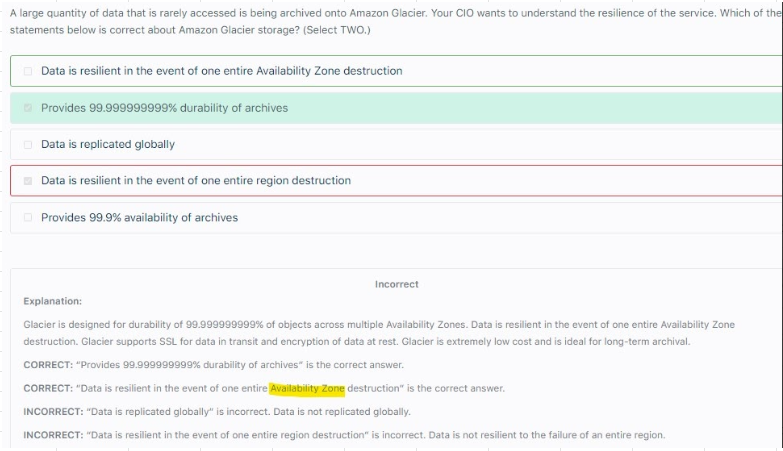 A large quantity of data that is rarely accessed is being archived onto Amazon Glacier. Your CIO wants to understand the resilience of the service. Which of the
statements below is correct about Amazon Glacier storage? (Select TWO.)
Data is resilient in the event of one entire Availability Zone destruction
Provides 99.999999999% durability of archives
Data is replicated globally
Data is resilient in the event of one entire region destruction
Provides 99.9% availability of archives
Incorrect
Explanation:
Glacier is designed for durability of 99.999999999% of objects across multiple Availability Zones. Data is resilient in the event of one entire Availability Zone
destruction. Glacier supports SSL for data in transit and encryption of data at rest. Glacier is extremely low cost and is ideal for long-term archival.
CORRECT: "Provides 99.999999999% durability of archives" is the correct answer.
CORRECT: "Data is resilient in the event of one entire Availability Zone destruction" is the correct answer.
INCORRECT: "Data is replicated globally" is incorrect. Data is not replicated globally.
INCORRECT: "Data is resilient in the event of one entire region destruction" is incorrect. Data is not resilient to the failure of an entire region.